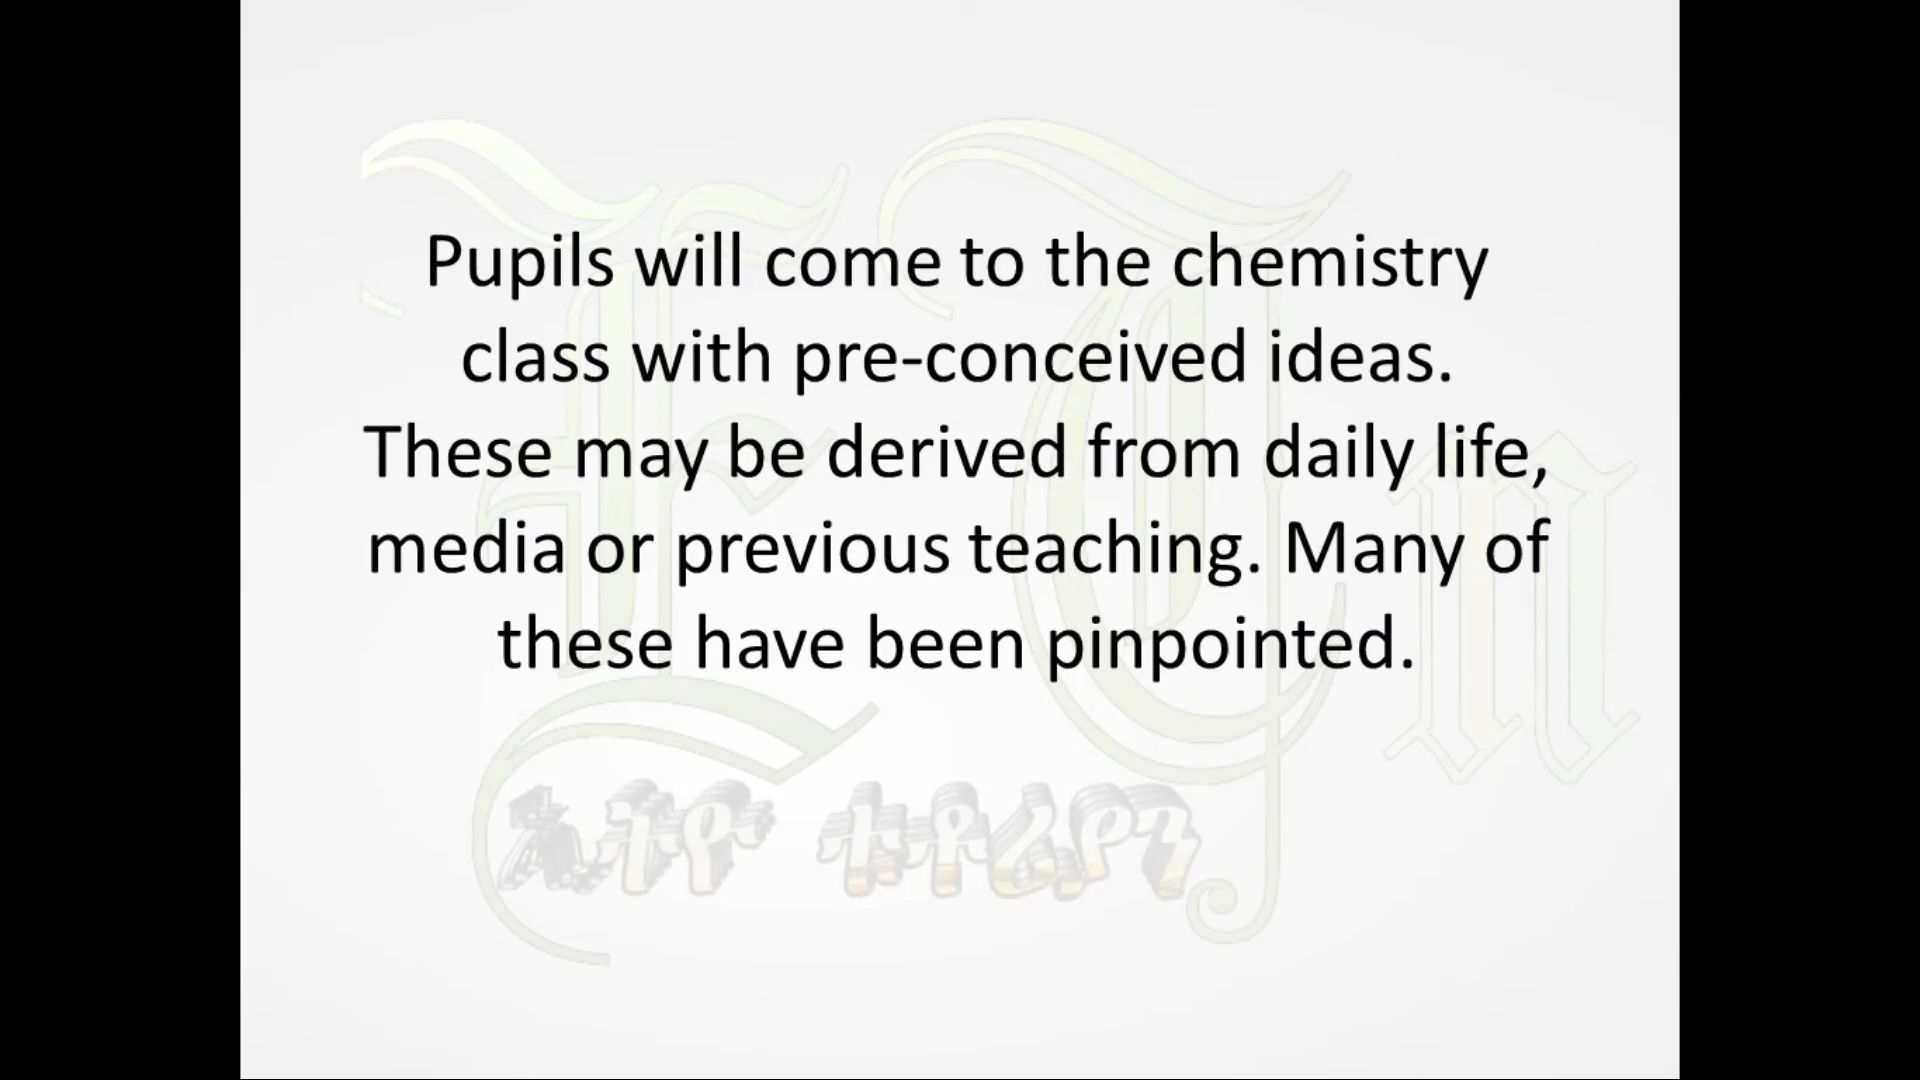 Pupils will come to the chemistry
class with pre-conceived ideas.
These may be derived from daily life,
media or previous teaching. Many of
these have been pinpointed.